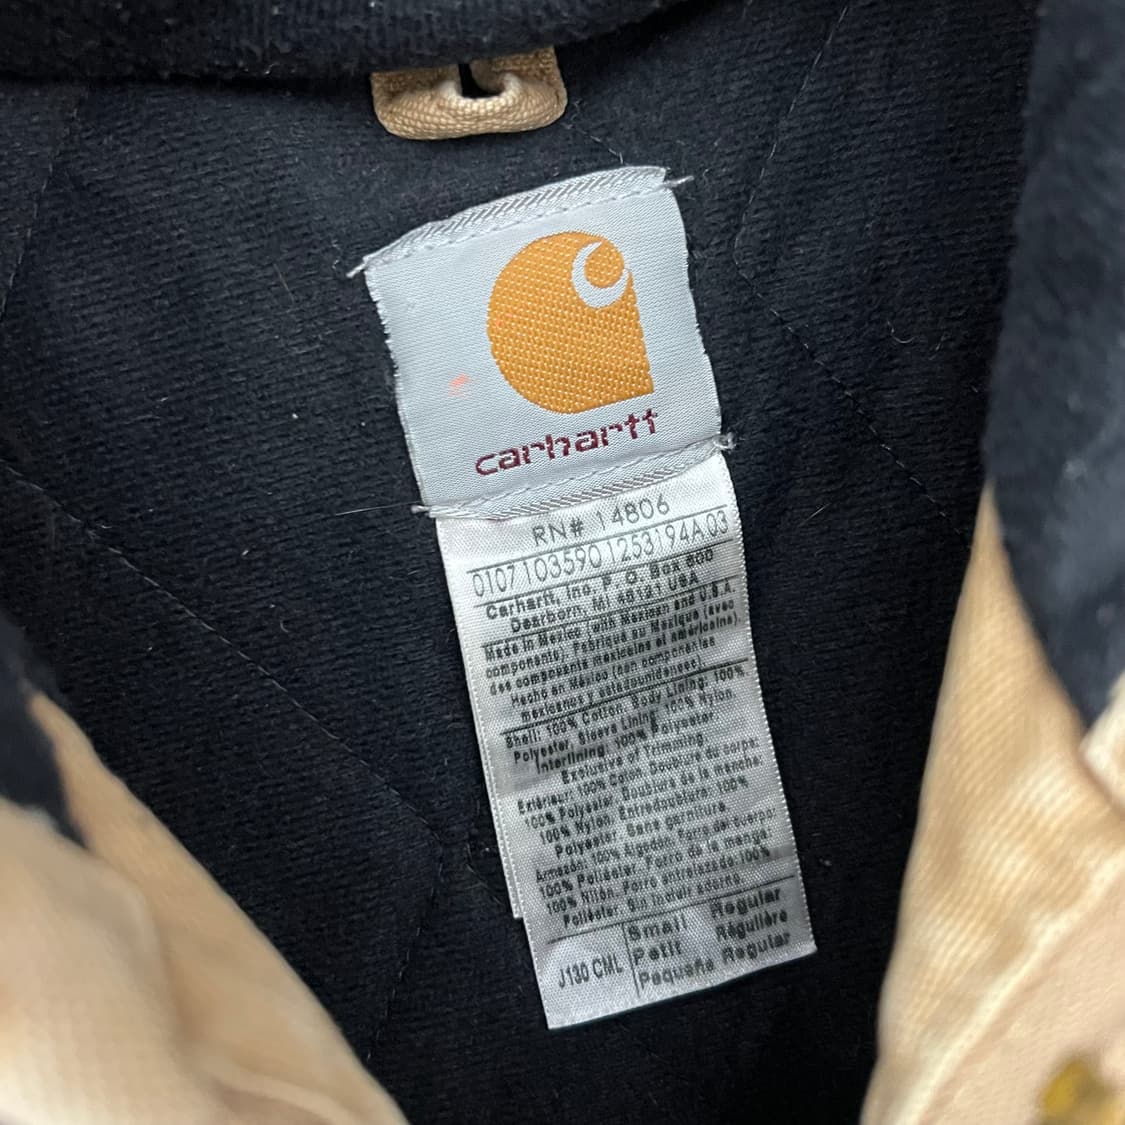 carhartt
RN# 14806
01071035901253194A 03
Carhartt, Inc. P. O. Box 600
Dearborn, MI 48121 USA
Made in Mexico (with Mexican and U.S.A.
components). Fabriqué au Mexique (avec
des composants mexicains et américains).
Hecho en México (con componentes
mexicanos y estadounidenses).
Shell: 100% Cotton. Body Lining: 100%
Polyester. Sleeve Lining: 100% Nylon
Interlining: 100% Polyester.
Exclusive of Trimming
Extérieur: 100% Coton. Doublure du corps:
100% Polyester. Doublure de la manche:
100% Nylon. Entredoublure: 100%
Polyester. Sans garniture.
Armazón: 100% Algodón. Forro del cuerpo:
100% Poliéster. Forro de la manga:
100% Nilón. Forro entrelazado: 100%
Poliéster. Sin incluir adorno.
J130 CML
Small Regular
Petit Régulière
Pequeña Regular